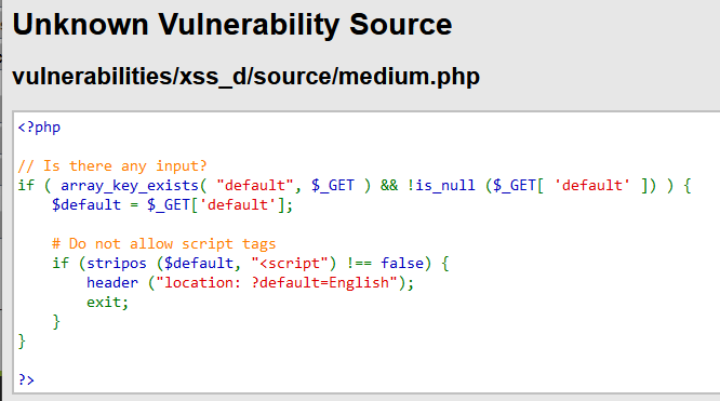 Unknown Vulnerability Source
vulnerabilities/xss_d/source/medium.php
<?php
// Is there any input?
if ( array_key_exists( "default", $_GET ) && !is_null ($_GET[ 'default' ]) ) {
    $default = $_GET['default'];
    # Do not allow script tags
    if (stripos ($default, "<script") !== false) {
        header ("location: ?default=English");
        exit;
    }
}
?>